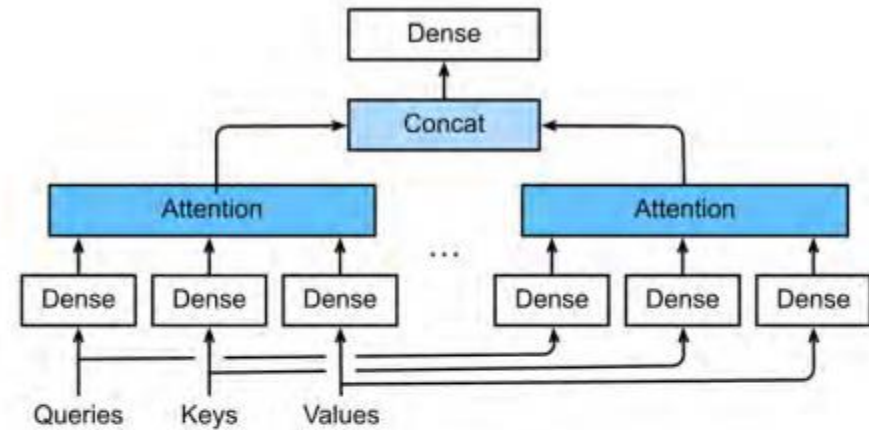 Dense
Concat
Attention Attention
...
Dense Dense Dense Dense Dense Dense
Queries Keys Values